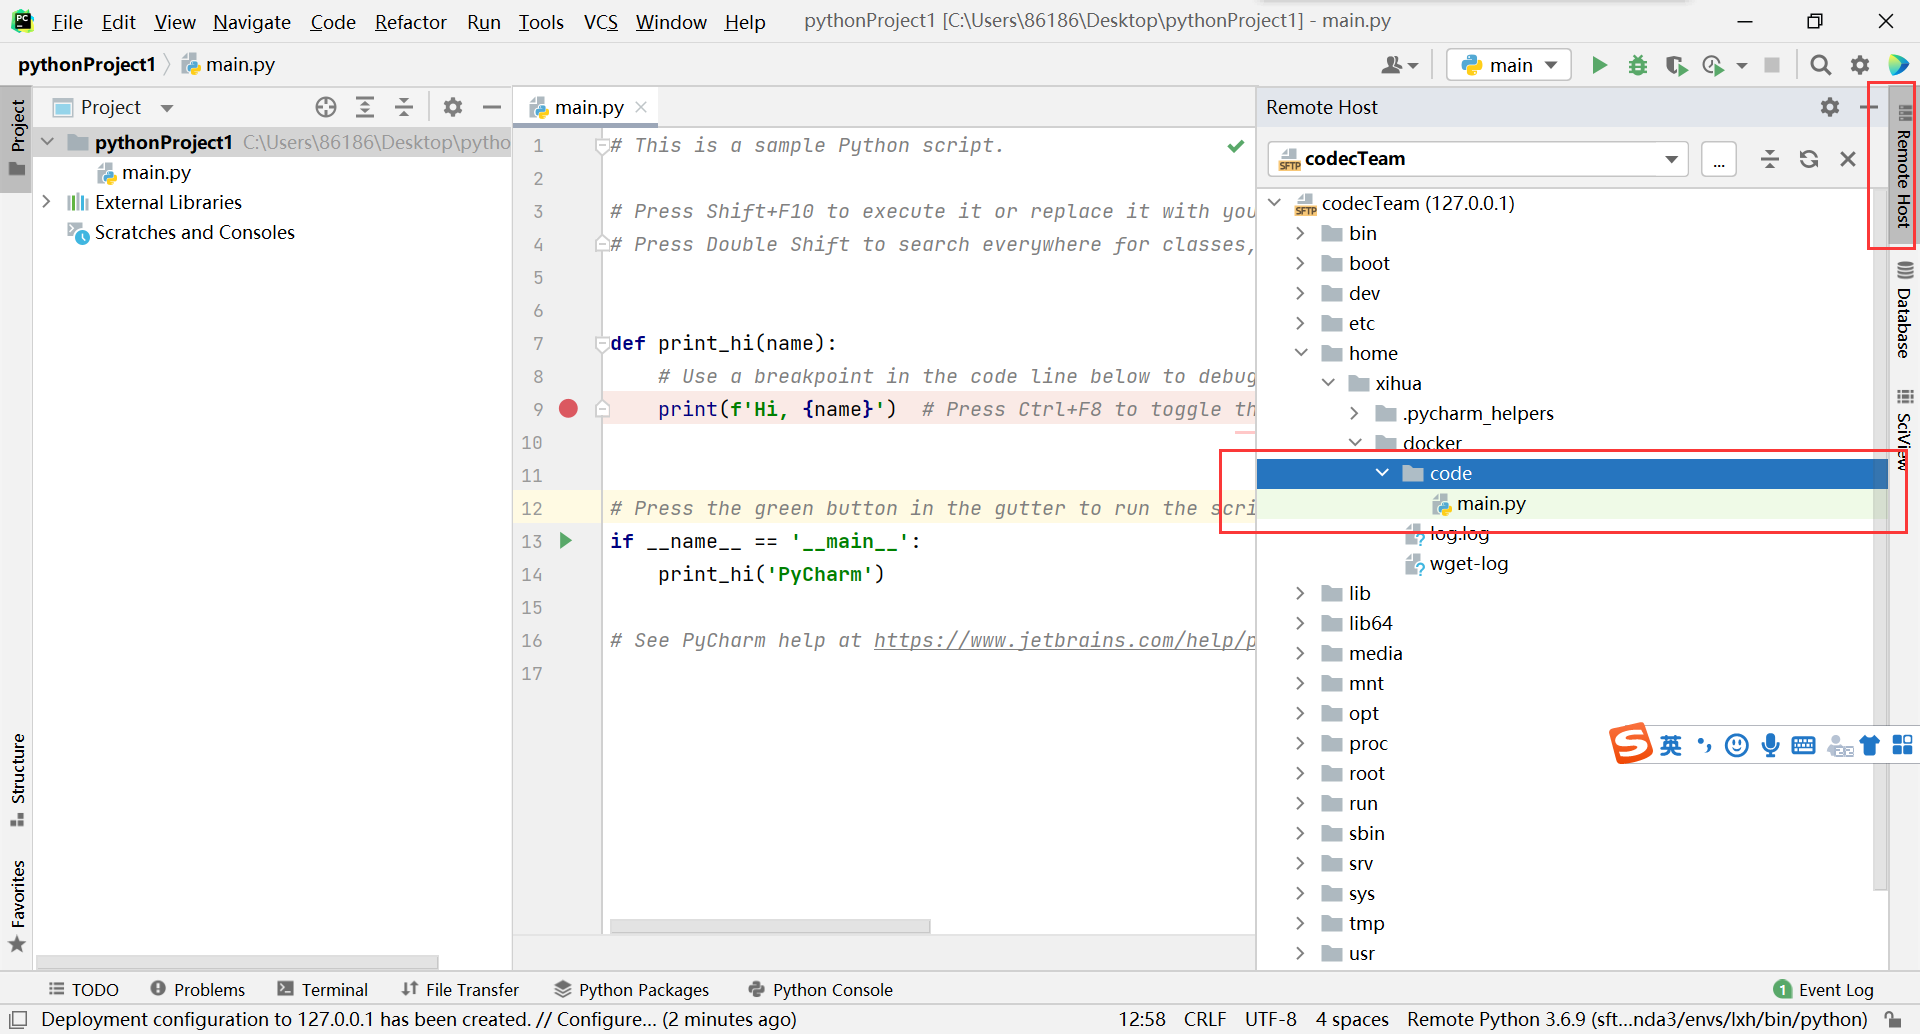 PC File Edit View Navigate Code Refactor Run Tools VCS Window Help pythonProject1 [C:\Users\86186\Desktop\pythonProject1] - main.py
pythonProject1 main.py main
Project
Project
pythonProject1 C:\Users\86186\Desktop\pytho
main.py
External Libraries
Scratches and Consoles
Structure
Favorites
main.py
1 # This is a sample Python script.
2
3 # Press Shift+F10 to execute it or replace it with you
4 # Press Double Shift to search everywhere for classes,
5
6
7 def print_hi(name):
8 # Use a breakpoint in the code line below to debug
9 print(f'Hi, {name}') # Press Ctrl+F8 to toggle th
10
11
12 # Press the green button in the gutter to run the scri
13 if __name__ == '__main__':
14 print_hi('PyCharm')
15
16 # See PyCharm help at https://www.jetbrains.com/help/p
17
Remote Host
SFTP codecTeam ...
SFTP codecTeam (127.0.0.1)
bin
boot
dev
etc
home
xihua
.pycharm_helpers
docker
code
main.py
log.log
wget-log
lib
lib64
media
mnt
opt
proc
root
run
sbin
srv
sys
tmp
usr
Remote Host
Database
SciView
S 英
TODO Problems Terminal File Transfer Python Packages Python Console 1 Event Log
Deployment configuration to 127.0.0.1 has been created. // Configure... (2 minutes ago) 12:58 CRLF UTF-8 4 spaces Remote Python 3.6.9 (sft...nda3/envs/lxh/bin/python)